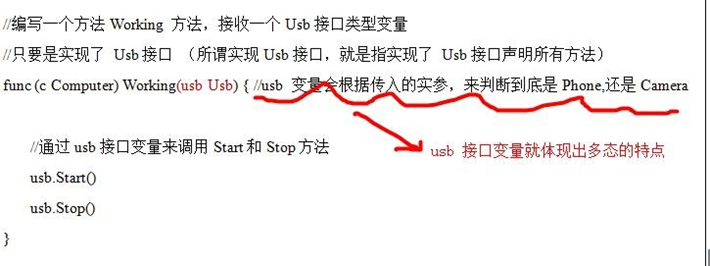 //编写一个方法 Working 方法，接收一个 Usb 接口类型变量
//只要是实现了 Usb 接口 （所谓实现 Usb 接口，就是指实现了 Usb 接口声明所有方法）
func (c Computer) Working(usb Usb) { //usb 变量会根据传入的实参，来判断到底是 Phone,还是 Camera
//通过 usb 接口变量来调用 Start 和 Stop 方法
usb 接口变量就体现出多态的特点
usb.Start()
usb.Stop()
}